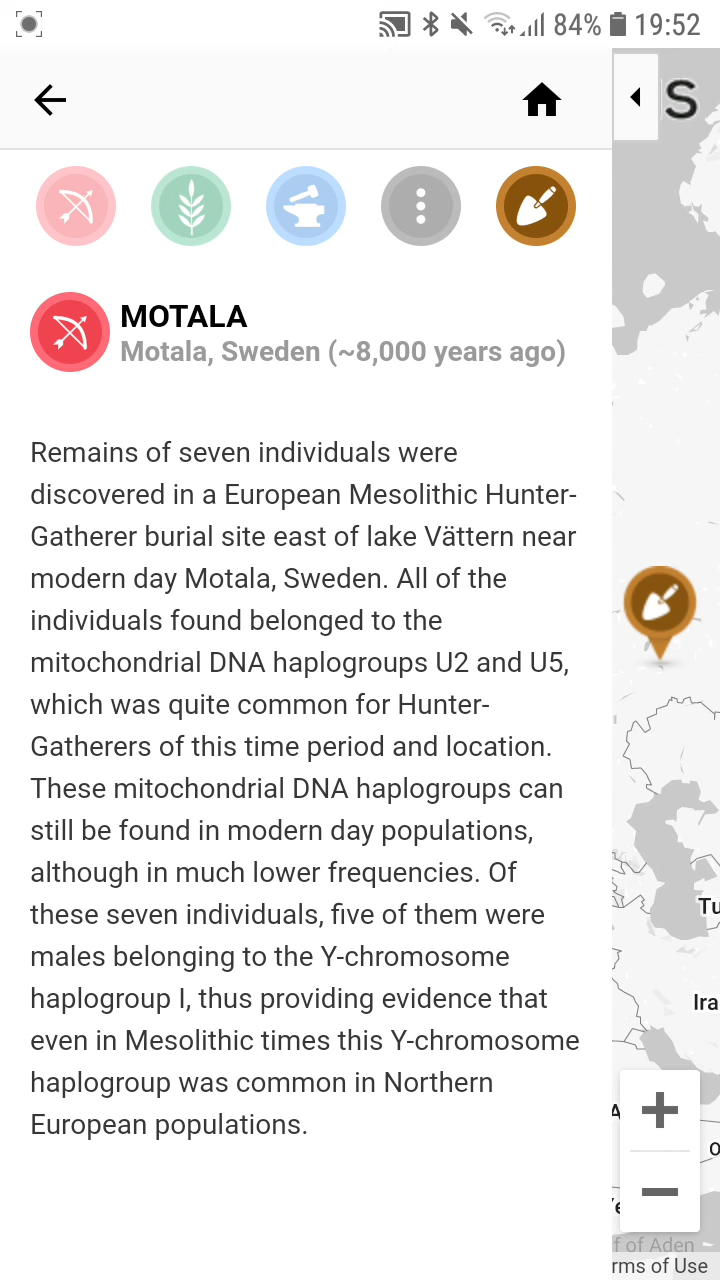 84% 19:52
S
MOTALA
Motala, Sweden (~8,000 years ago)
Remains of seven individuals were
discovered in a European Mesolithic Hunter-
Gatherer burial site east of lake Vättern near
modern day Motala, Sweden. All of the
individuals found belonged to the
mitochondrial DNA haplogroups U2 and U5,
which was quite common for Hunter-
Gatherers of this time period and location.
These mitochondrial DNA haplogroups can
still be found in modern day populations,
although in much lower frequencies. Of
these seven individuals, five of them were
males belonging to the Y-chromosome
haplogroup I, thus providing evidence that
even in Mesolithic times this Y-chromosome
haplogroup was common in Northern
European populations.
Tu
Ira
f of Aden
rms of Use